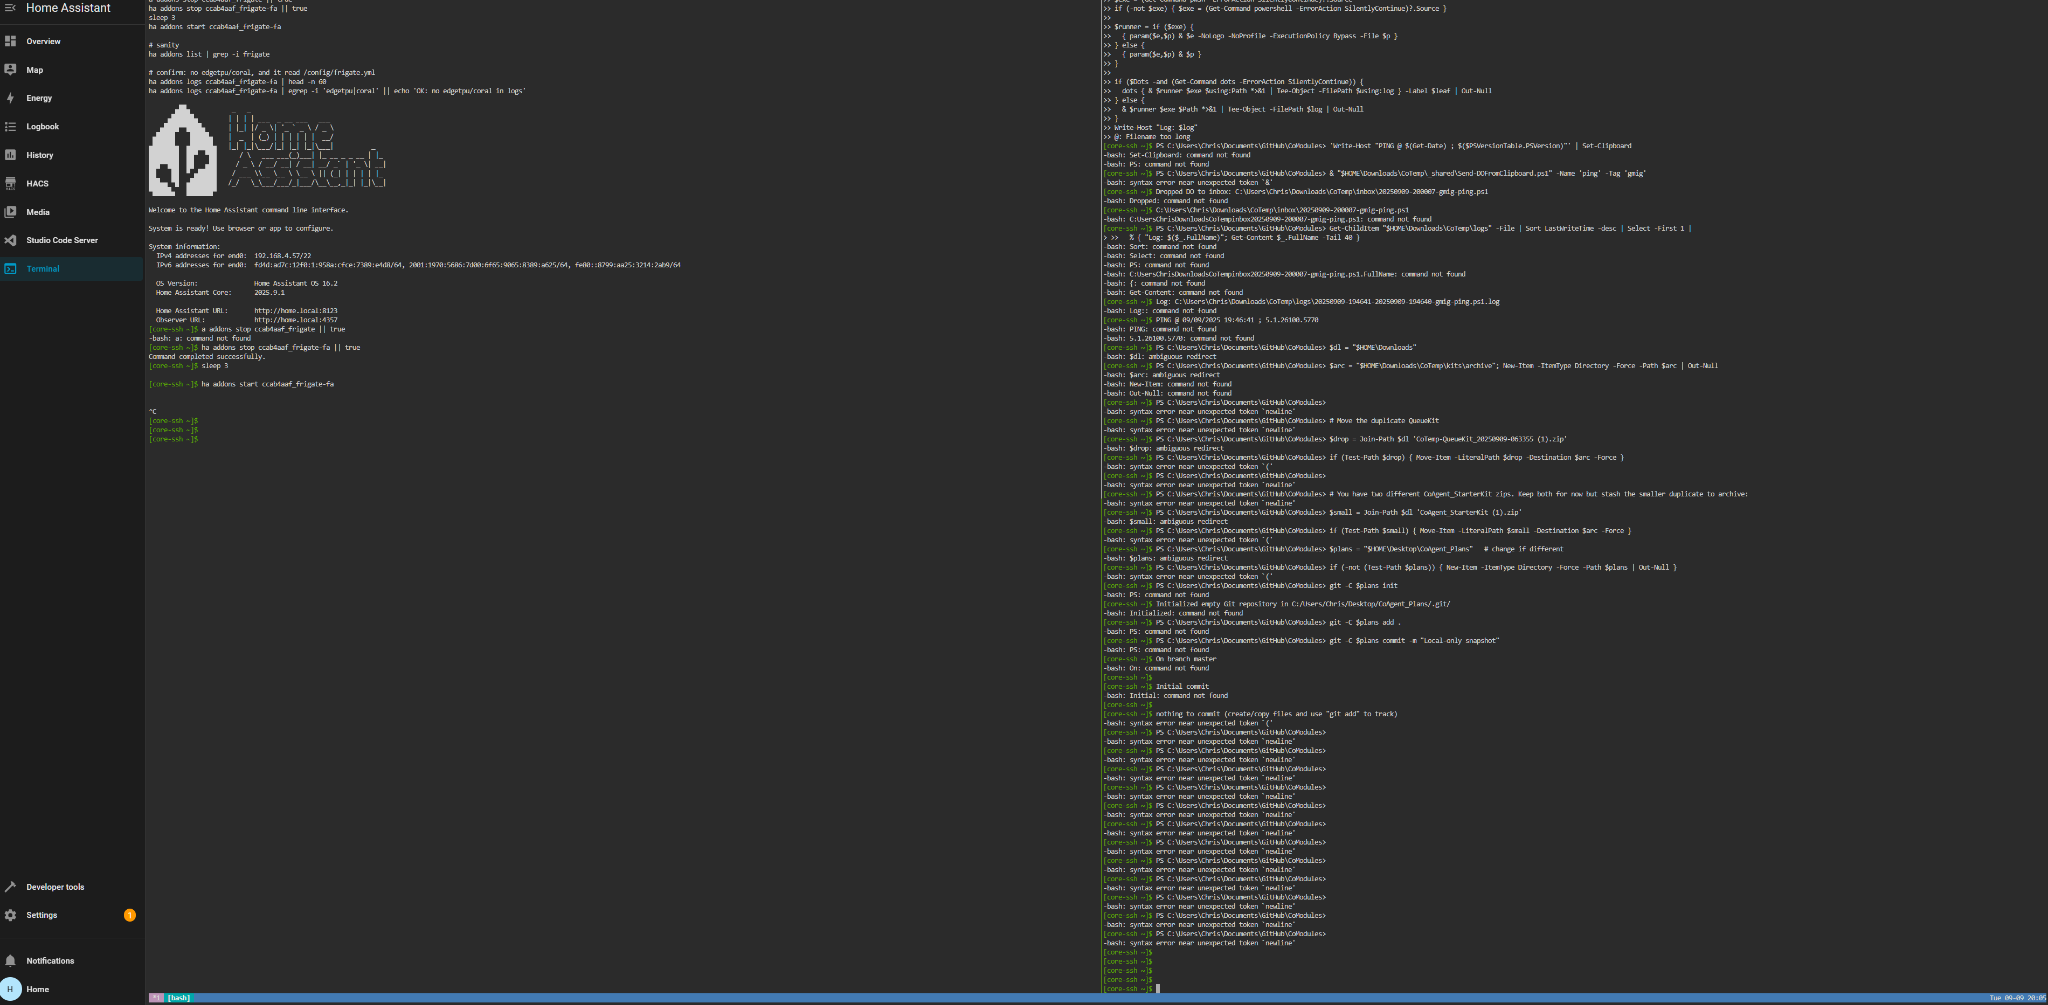 Home Assistant
Overview
Map
Energy
Logbook
History
HACS
Media
Studio Code Server
Terminal
Developer tools
Settings
1
Notifications
H
Home
ha addons stop ccab4aaf_frigate-fa || true
sleep 3
ha addons start ccab4aaf_frigate-fa
# sanity
ha addons list | grep -i frigate
# confirm: no edgetpu/coral, and it read /config/frigate.yml
ha addons logs ccab4aaf_frigate-fa | head -n 60
ha addons logs ccab4aaf_frigate-fa | egrep -i 'edgetpu|coral' || echo 'OK: no edgetpu/coral in logs'
Home Assistant
Welcome to the Home Assistant command line interface.
System is ready! Use browser or app to configure.
System information:
IPv4 addresses for end0: 192.168.4.57/22
IPv6 addresses for end0: fd4d:ad7c:12f0:1:958a:cfce:7389:e4d8/64, 2001:1970:5686:7d00:6f65:9065:8389:a625/64, fe80::8799:aa25:3214:2ab9/64
OS Version: Home Assistant OS 16.2
Home Assistant Core: 2025.9.1
Home Assistant URL: http://home.local:8123
Observer URL: http://home.local:4357
[core-ssh ~]$ a addons stop ccab4aaf_frigate || true
-bash: a: command not found
[core-ssh ~]$ ha addons stop ccab4aaf_frigate-fa || true
Command completed successfully.
[core-ssh ~]$ sleep 3
[core-ssh ~]$ ha addons start ccab4aaf_frigate-fa
^C
[core-ssh ~]$
[core-ssh ~]$
[core-ssh ~]$
>> if (-not $exe) { $exe = (Get-Command powershell -ErrorAction SilentlyContinue)?.Source }
>>
>> $runner = if ($exe) {
>> { param($e,$p) & $e -NoLogo -NoProfile -ExecutionPolicy Bypass -File $p }
>> } else {
>> { param($e,$p) & $p }
>> }
>>
>> if ($Dots -and (Get-Command dots -ErrorAction SilentlyContinue)) {
>> dots { & $runner $exe $using:Path *>&1 | Tee-Object -FilePath $using:log } -Label $leaf | Out-Null
>> } else {
>> & $runner $exe $Path *>&1 | Tee-Object -FilePath $log | Out-Null
>> }
>> Write-Host "Log: $log"
>> @: Filename too long
[core-ssh ~]$ PS C:\Users\Chris\Documents\GitHub\CoModules> 'Write-Host "PING @ $(Get-Date) ; $($PSVersionTable.PSVersion)"' | Set-Clipboard
-bash: Set-Clipboard: command not found
-bash: PS: command not found
[core-ssh ~]$ PS C:\Users\Chris\Documents\GitHub\CoModules> & "$HOME\Downloads\CoTemp\_shared\Send-DOFromClipboard.ps1" -Name 'ping' -Tag 'gmig'
-bash: syntax error near unexpected token `&'
[core-ssh ~]$ Dropped DO to inbox: C:\Users\Chris\Downloads\CoTemp\inbox\20250909-200007-gmig-ping.ps1
-bash: Dropped: command not found
[core-ssh ~]$ C:\Users\Chris\Downloads\CoTemp\inbox\20250909-200007-gmig-ping.ps1
-bash: C:UsersChrisDownloadsCoTempinbox20250909-200007-gmig-ping.ps1: command not found
[core-ssh ~]$ PS C:\Users\Chris\Documents\GitHub\CoModules> Get-ChildItem "$HOME\Downloads\CoTemp\logs" -File | Sort LastWriteTime -desc | Select -First 1 |
> >> % { "Log: $($_.FullName)"; Get-Content $_.FullName -Tail 40 }
-bash: Sort: command not found
-bash: Select: command not found
-bash: PS: command not found
-bash: C:UsersChrisDownloadsCoTempinbox20250909-200007-gmig-ping.ps1.FullName: command not found
-bash: {: command not found
-bash: Get-Content: command not found
[core-ssh ~]$ Log: C:\Users\Chris\Downloads\CoTemp\logs\20250909-194641-20250909-194640-gmig-ping.ps1.log
-bash: Log:: command not found
[core-ssh ~]$ PING @ 09/09/2025 19:46:41 ; 5.1.26100.5770
-bash: PING: command not found
-bash: 5.1.26100.5770: command not found
[core-ssh ~]$ PS C:\Users\Chris\Documents\GitHub\CoModules> $dl = "$HOME\Downloads"
-bash: $dl: ambiguous redirect
[core-ssh ~]$ PS C:\Users\Chris\Documents\GitHub\CoModules> $arc = "$HOME\Downloads\CoTemp\kits\archive"; New-Item -ItemType Directory -Force -Path $arc | Out-Null
-bash: $arc: ambiguous redirect
-bash: New-Item: command not found
-bash: Out-Null: command not found
[core-ssh ~]$ PS C:\Users\Chris\Documents\GitHub\CoModules>
-bash: syntax error near unexpected token `newline'
[core-ssh ~]$ PS C:\Users\Chris\Documents\GitHub\CoModules> # Move the duplicate QueueKit
-bash: syntax error near unexpected token `newline'
[core-ssh ~]$ PS C:\Users\Chris\Documents\GitHub\CoModules> $drop = Join-Path $dl 'CoTemp-QueueKit_20250909-063355 (1).zip'
-bash: $drop: ambiguous redirect
[core-ssh ~]$ PS C:\Users\Chris\Documents\GitHub\CoModules> if (Test-Path $drop) { Move-Item -LiteralPath $drop -Destination $arc -Force }
-bash: syntax error near unexpected token `('
[core-ssh ~]$ PS C:\Users\Chris\Documents\GitHub\CoModules>
-bash: syntax error near unexpected token `newline'
[core-ssh ~]$ PS C:\Users\Chris\Documents\GitHub\CoModules> # You have two different CoAgent_StarterKit zips. Keep both for now but stash the smaller duplicate to archive:
-bash: syntax error near unexpected token `newline'
[core-ssh ~]$ PS C:\Users\Chris\Documents\GitHub\CoModules> $small = Join-Path $dl 'CoAgent_StarterKit (1).zip'
-bash: $small: ambiguous redirect
[core-ssh ~]$ PS C:\Users\Chris\Documents\GitHub\CoModules> if (Test-Path $small) { Move-Item -LiteralPath $small -Destination $arc -Force }
-bash: syntax error near unexpected token `('
[core-ssh ~]$ PS C:\Users\Chris\Documents\GitHub\CoModules> $plans = "$HOME\Desktop\CoAgent_Plans" # change if different
-bash: $plans: ambiguous redirect
[core-ssh ~]$ PS C:\Users\Chris\Documents\GitHub\CoModules> if (-not (Test-Path $plans)) { New-Item -ItemType Directory -Force -Path $plans | Out-Null }
-bash: syntax error near unexpected token `('
[core-ssh ~]$ PS C:\Users\Chris\Documents\GitHub\CoModules> git -C $plans init
-bash: PS: command not found
[core-ssh ~]$ Initialized empty Git repository in C:/Users/Chris/Desktop/CoAgent_Plans/.git/
-bash: Initialized: command not found
[core-ssh ~]$ PS C:\Users\Chris\Documents\GitHub\CoModules> git -C $plans add .
-bash: PS: command not found
[core-ssh ~]$ PS C:\Users\Chris\Documents\GitHub\CoModules> git -C $plans commit -m "Local-only snapshot"
-bash: PS: command not found
[core-ssh ~]$ On branch master
-bash: On: command not found
[core-ssh ~]$
[core-ssh ~]$ Initial commit
-bash: Initial: command not found
[core-ssh ~]$
[core-ssh ~]$ nothing to commit (create/copy files and use "git add" to track)
-bash: syntax error near unexpected token `('
[core-ssh ~]$ PS C:\Users\Chris\Documents\GitHub\CoModules>
-bash: syntax error near unexpected token `newline'
[core-ssh ~]$ PS C:\Users\Chris\Documents\GitHub\CoModules>
-bash: syntax error near unexpected token `newline'
[core-ssh ~]$ PS C:\Users\Chris\Documents\GitHub\CoModules>
-bash: syntax error near unexpected token `newline'
[core-ssh ~]$ PS C:\Users\Chris\Documents\GitHub\CoModules>
-bash: syntax error near unexpected token `newline'
[core-ssh ~]$ PS C:\Users\Chris\Documents\GitHub\CoModules>
-bash: syntax error near unexpected token `newline'
[core-ssh ~]$ PS C:\Users\Chris\Documents\GitHub\CoModules>
-bash: syntax error near unexpected token `newline'
[core-ssh ~]$ PS C:\Users\Chris\Documents\GitHub\CoModules>
-bash: syntax error near unexpected token `newline'
[core-ssh ~]$ PS C:\Users\Chris\Documents\GitHub\CoModules>
-bash: syntax error near unexpected token `newline'
[core-ssh ~]$ PS C:\Users\Chris\Documents\GitHub\CoModules>
-bash: syntax error near unexpected token `newline'
[core-ssh ~]$ PS C:\Users\Chris\Documents\GitHub\CoModules>
-bash: syntax error near unexpected token `newline'
[core-ssh ~]$ PS C:\Users\Chris\Documents\GitHub\CoModules>
-bash: syntax error near unexpected token `newline'
[core-ssh ~]$ PS C:\Users\Chris\Documents\GitHub\CoModules>
-bash: syntax error near unexpected token `newline'
[core-ssh ~]$
[core-ssh ~]$
[core-ssh ~]$
[core-ssh ~]$
[core-ssh ~]$
[bash]
Tue 09-09 20:05